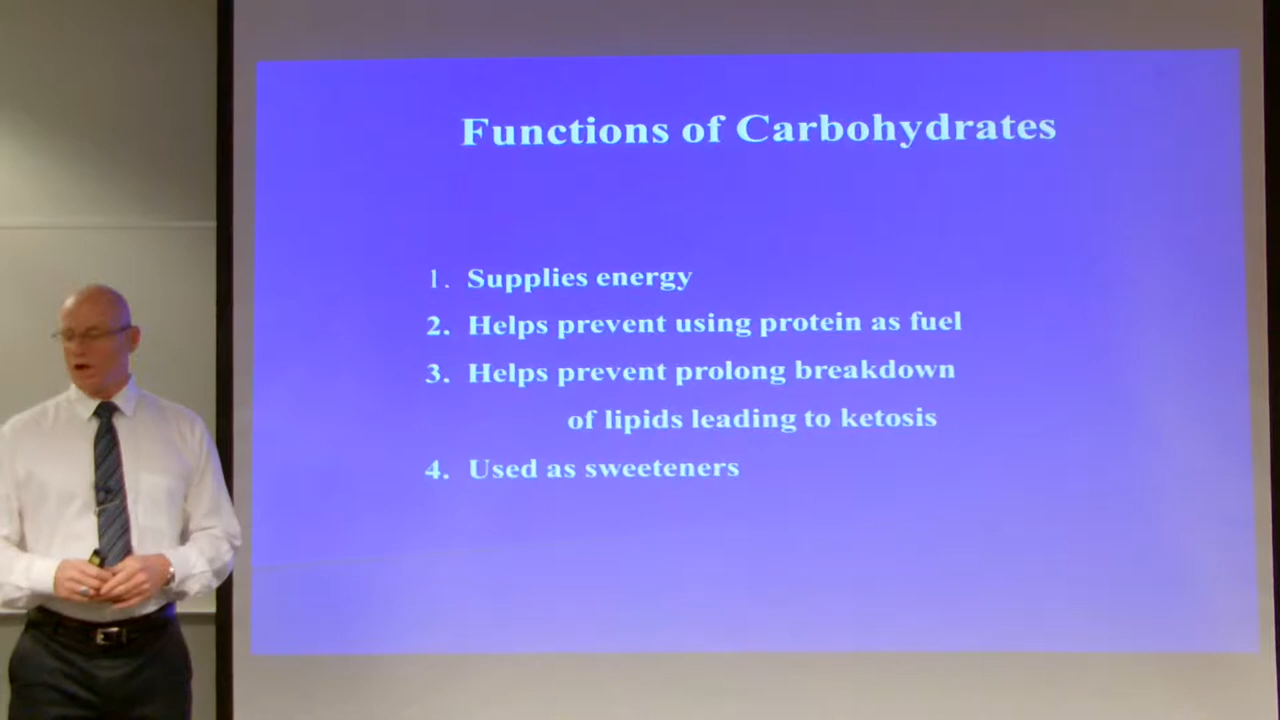 Functions of Carbohydrates
1. Supplies energy
2. Helps prevent using protein as fuel
3. Helps prevent prolong breakdown
of lipids leading to ketosis
4. Used as sweeteners